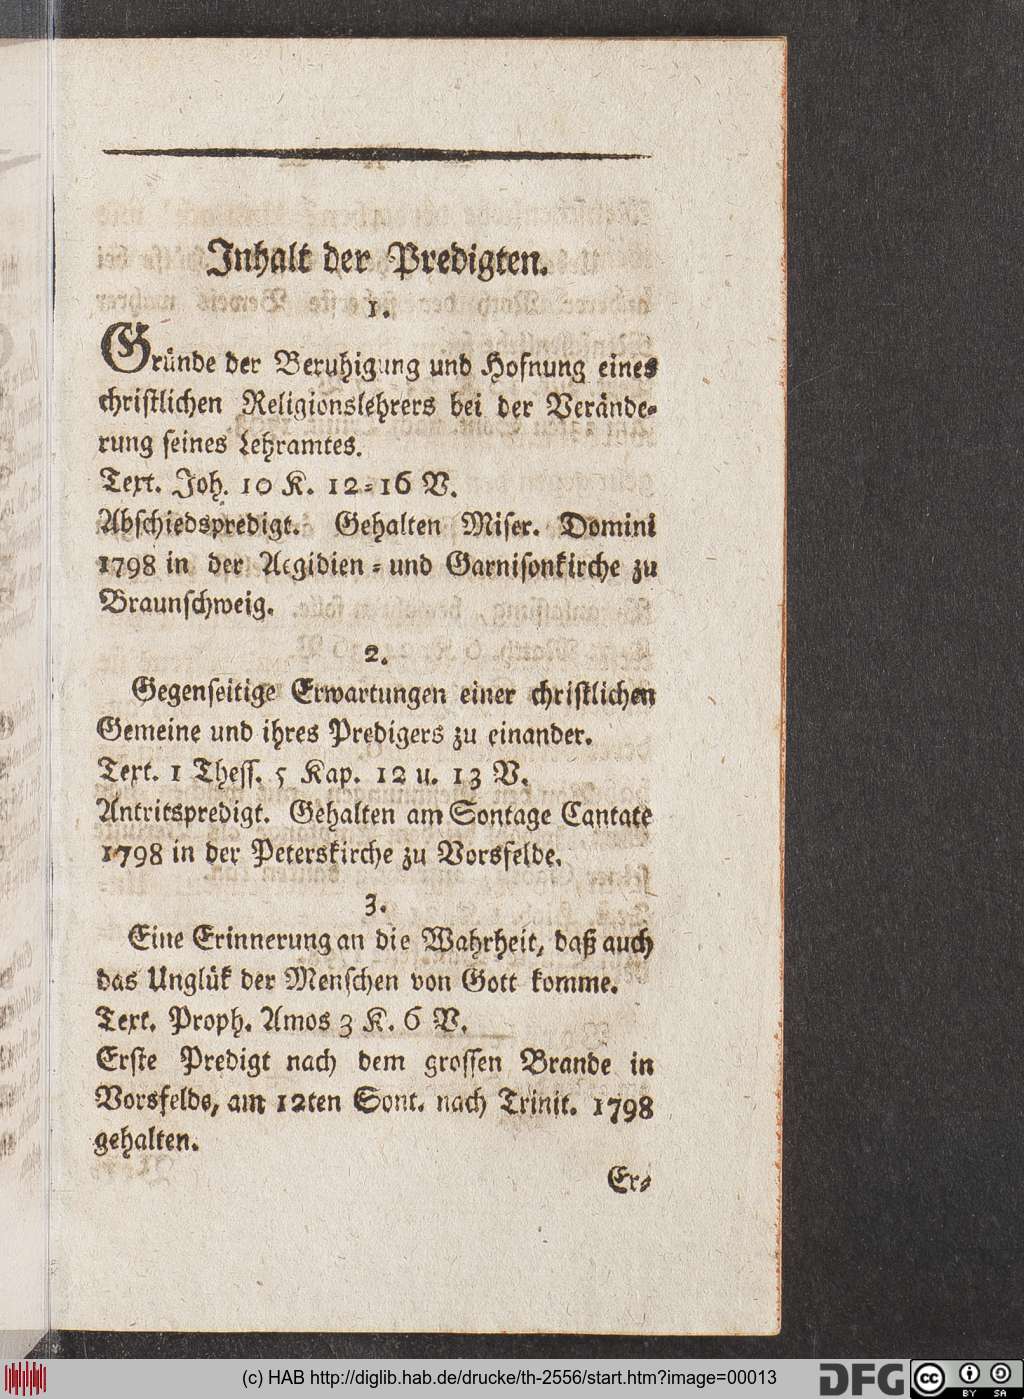 Inhalt der Predigten.
1.
Gründe der Beruhigung und Hofnung eines
christlichen Religionslehrers bei der Verände-
rung seines Lehramtes.
Text. Joh. 10 K. 12-16 V.
Abschiedspredigt. Gehalten Miser. Domini
1798 in der Aegidien- und Garnisonkirche zu
Braunschweig.
2.
Gegenseitige Erwartungen einer christlichen
Gemeine und ihres Predigers zu einander.
Text. 1 Thess. 5 Kap. 12 u. 13 V.
Antritspredigt. Gehalten am Sontage Cantate
1798 in der Peterskirche zu Vorsfelde.
3.
Eine Erinnerung an die Wahrheit, daß auch
das Unglük der Menschen von Gott komme.
Text. Proph. Amos 3 K. 6 V.
Erste Predigt nach dem grossen Brande in
Vorsfelde, am 12ten Sont. nach Trinit. 1798
gehalten.
Er-
(c) HAB http://diglib.hab.de/drucke/th-2556/start.htm?image=00013
DFG
cc BY SA